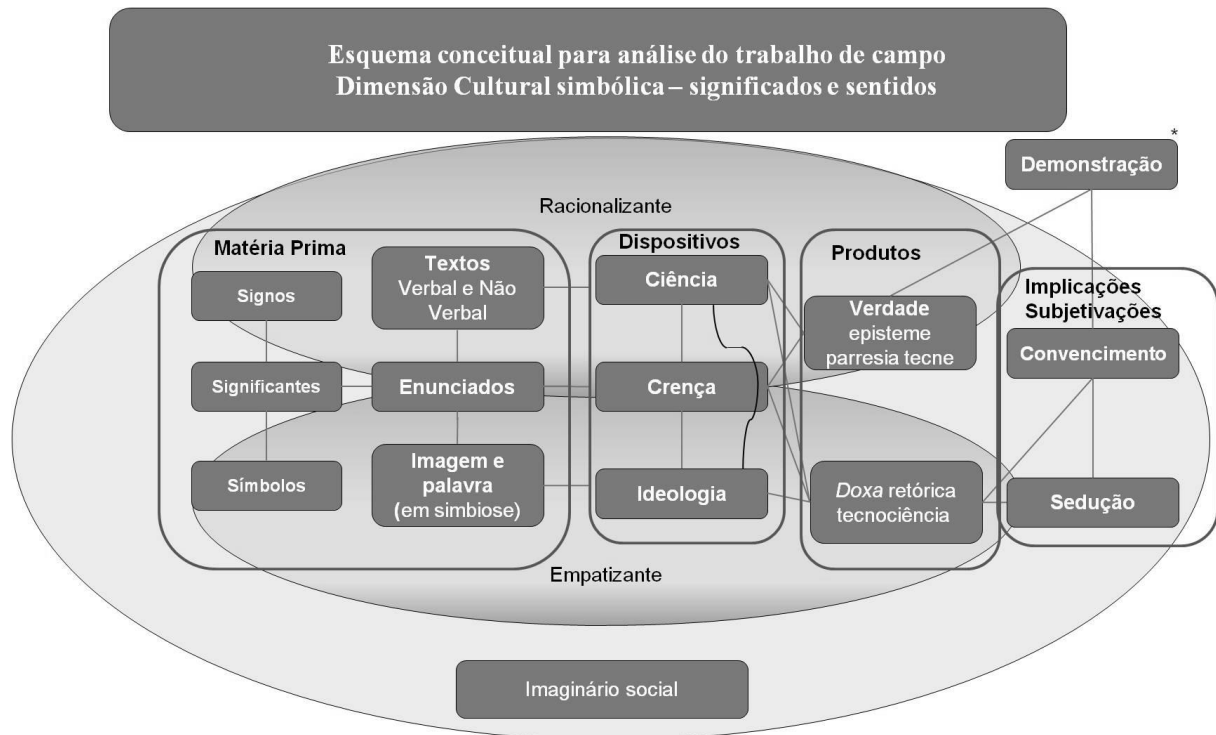 Esquema conceitual para análise do trabalho de campo
Dimensão Cultural simbólica – significados e sentidos
*
Demonstração
Racionalizante
Matéria Prima
Signos
Significantes
Símbolos
Textos
Verbal e Não
Verbal
Enunciados
Imagem e
palavra
(em simbiose)
Dispositivos
Ciência
Crença
Ideologia
Produtos
Verdade
episteme
parresia tecne
Doxa retórica
tecnociência
Implicações
Subjetivações
Convencimento
Sedução
Empatizante
Imaginário social